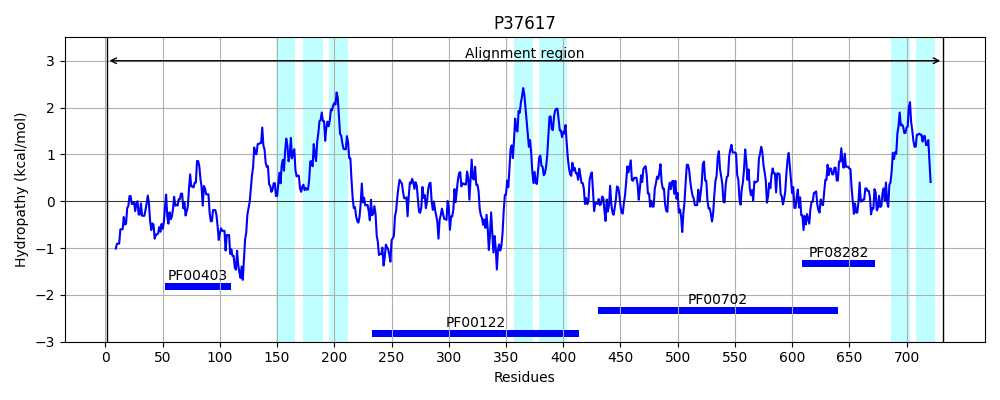 P37617
Alignment region
3
2
1
0
−1
−2
−3
Hydropathy (kcal/mol)
PF00403
PF08282
PF00702
PF00122
0 50 100 150 200 250 300 350 400 450 500 550 600 650 700
Residues